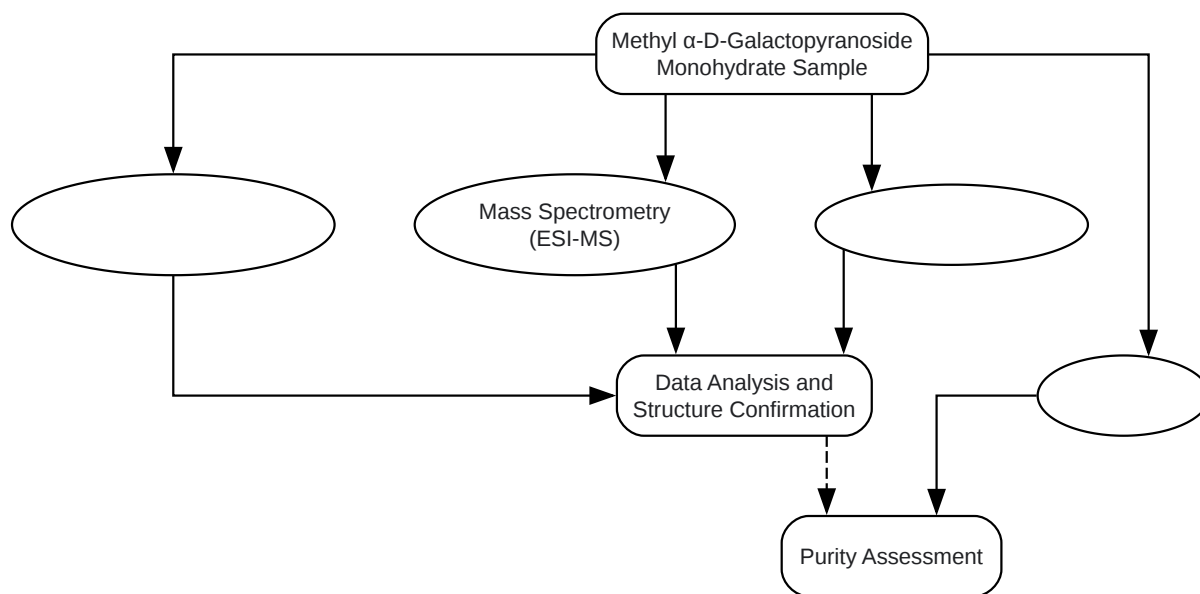 Methyl α-D-Galactopyranoside
Monohydrate Sample
Mass Spectrometry
(ESI-MS)
Data Analysis and
Structure Confirmation
Purity Assessment